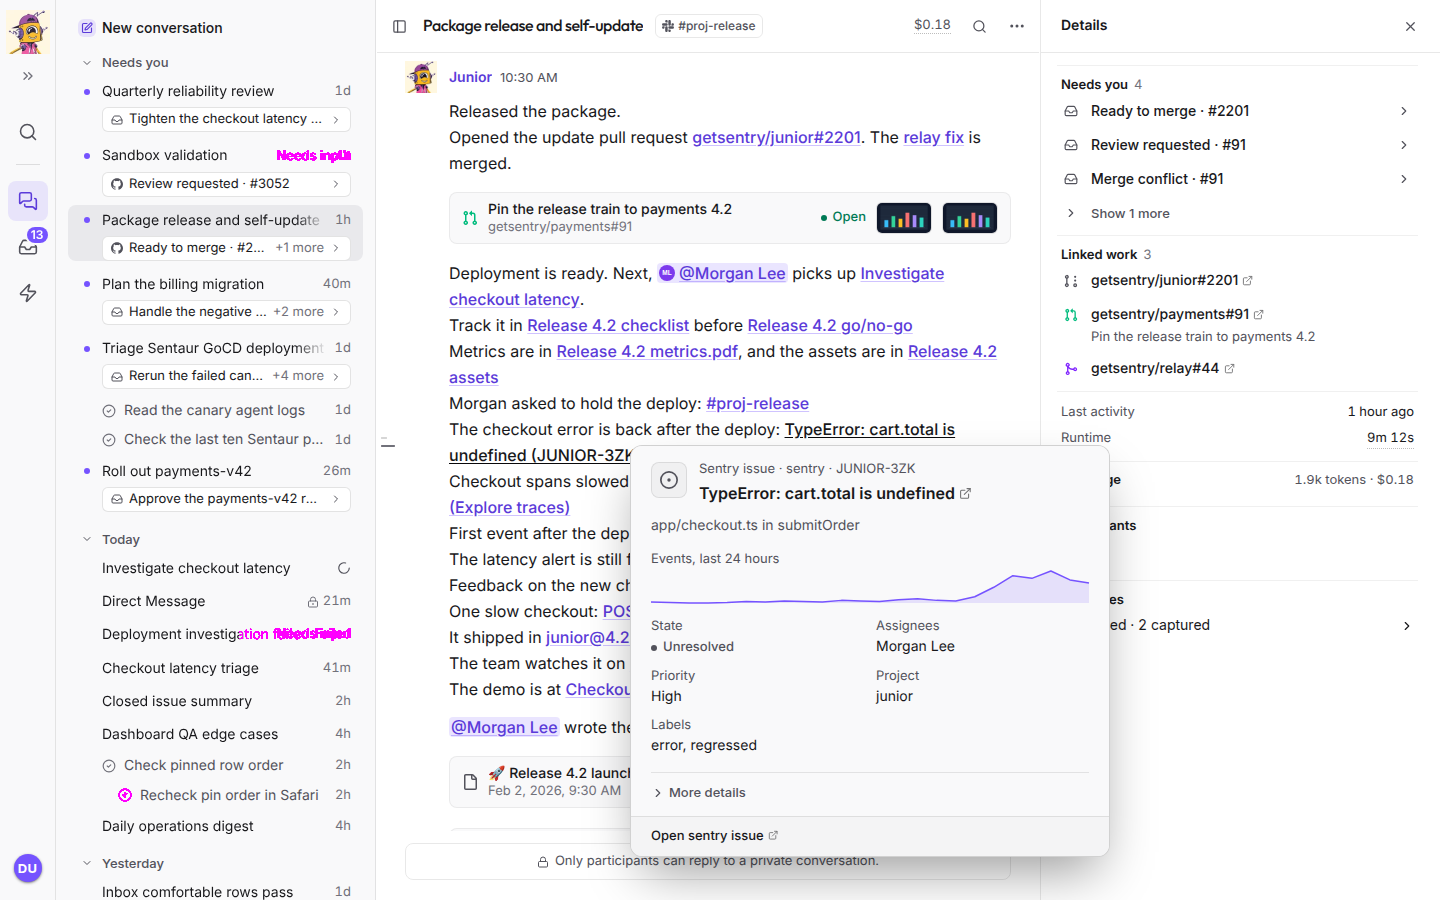 New conversation
Needs you
Quarterly reliability review 1d
Tighten the checkout latency ...
Sandbox validation
Review requested · #3052
Package release and self-update 1h
Ready to merge · #2... +1 more
Plan the billing migration 40m
Handle the negative ... +2 more
Triage Sentaur GoCD deployment 1d
Rerun the failed can... +4 more
Read the canary agent logs 1d
Check the last ten Sentaur p... 1d
Roll out payments-v42 26m
Approve the payments-v42 r...
Today
Investigate checkout latency
Direct Message 21m
Deployment investigation
Checkout latency triage 41m
Closed issue summary 2h
Dashboard QA edge cases 4h
Check pinned row order 2h
Recheck pin order in Safari 2h
Daily operations digest 4h
Yesterday
Inbox comfortable rows pass 1d
13
DU
Package release and self-update #proj-release $0.18
Junior 10:30 AM
Released the package.
Opened the update pull request getsentry/junior#2201. The relay fix is
merged.
Pin the release train to payments 4.2
getsentry/payments#91
Open
Deployment is ready. Next, ML @Morgan Lee picks up Investigate
checkout latency.
Track it in Release 4.2 checklist before Release 4.2 go/no-go
Metrics are in Release 4.2 metrics.pdf, and the assets are in Release 4.2
assets
Morgan asked to hold the deploy: #proj-release
The checkout error is back after the deploy: TypeError: cart.total is
undefined (JUNIOR-3ZK
Checkout spans slowed
(Explore traces)
First event after the dep
The latency alert is still f
Feedback on the new ch
One slow checkout: POS
It shipped in junior@4.2
The team watches it on
The demo is at Checkou
@Morgan Lee wrote the
🚀 Release 4.2 launch
Feb 2, 2026, 9:30 AM
Only participants can reply to a private conversation.
Sentry issue · sentry · JUNIOR-3ZK
TypeError: cart.total is undefined
app/checkout.ts in submitOrder
Events, last 24 hours
State Assignees
Unresolved Morgan Lee
Priority Project
High junior
Labels
error, regressed
More details
Open sentry issue
Details
Needs you 4
Ready to merge · #2201
Review requested · #91
Merge conflict · #91
Show 1 more
Linked work 3
getsentry/junior#2201
getsentry/payments#91
Pin the release train to payments 4.2
getsentry/relay#44
Last activity 1 hour ago
Runtime 9m 12s
ge 1.9k tokens · $0.18
ants
es
ed · 2 captured